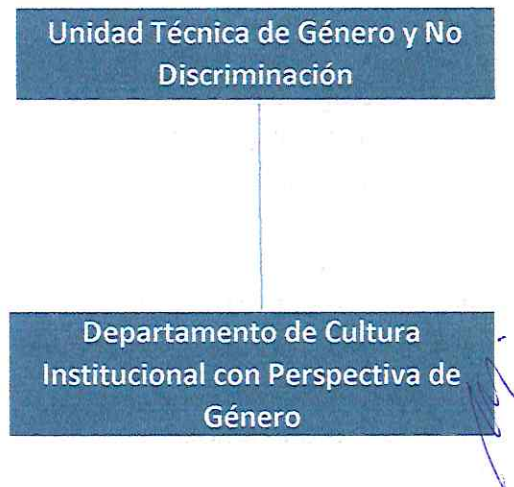 Unidad Técnica de Género y No
Discriminación
Departamento de Cultura
Institucional con Perspectiva de
Género